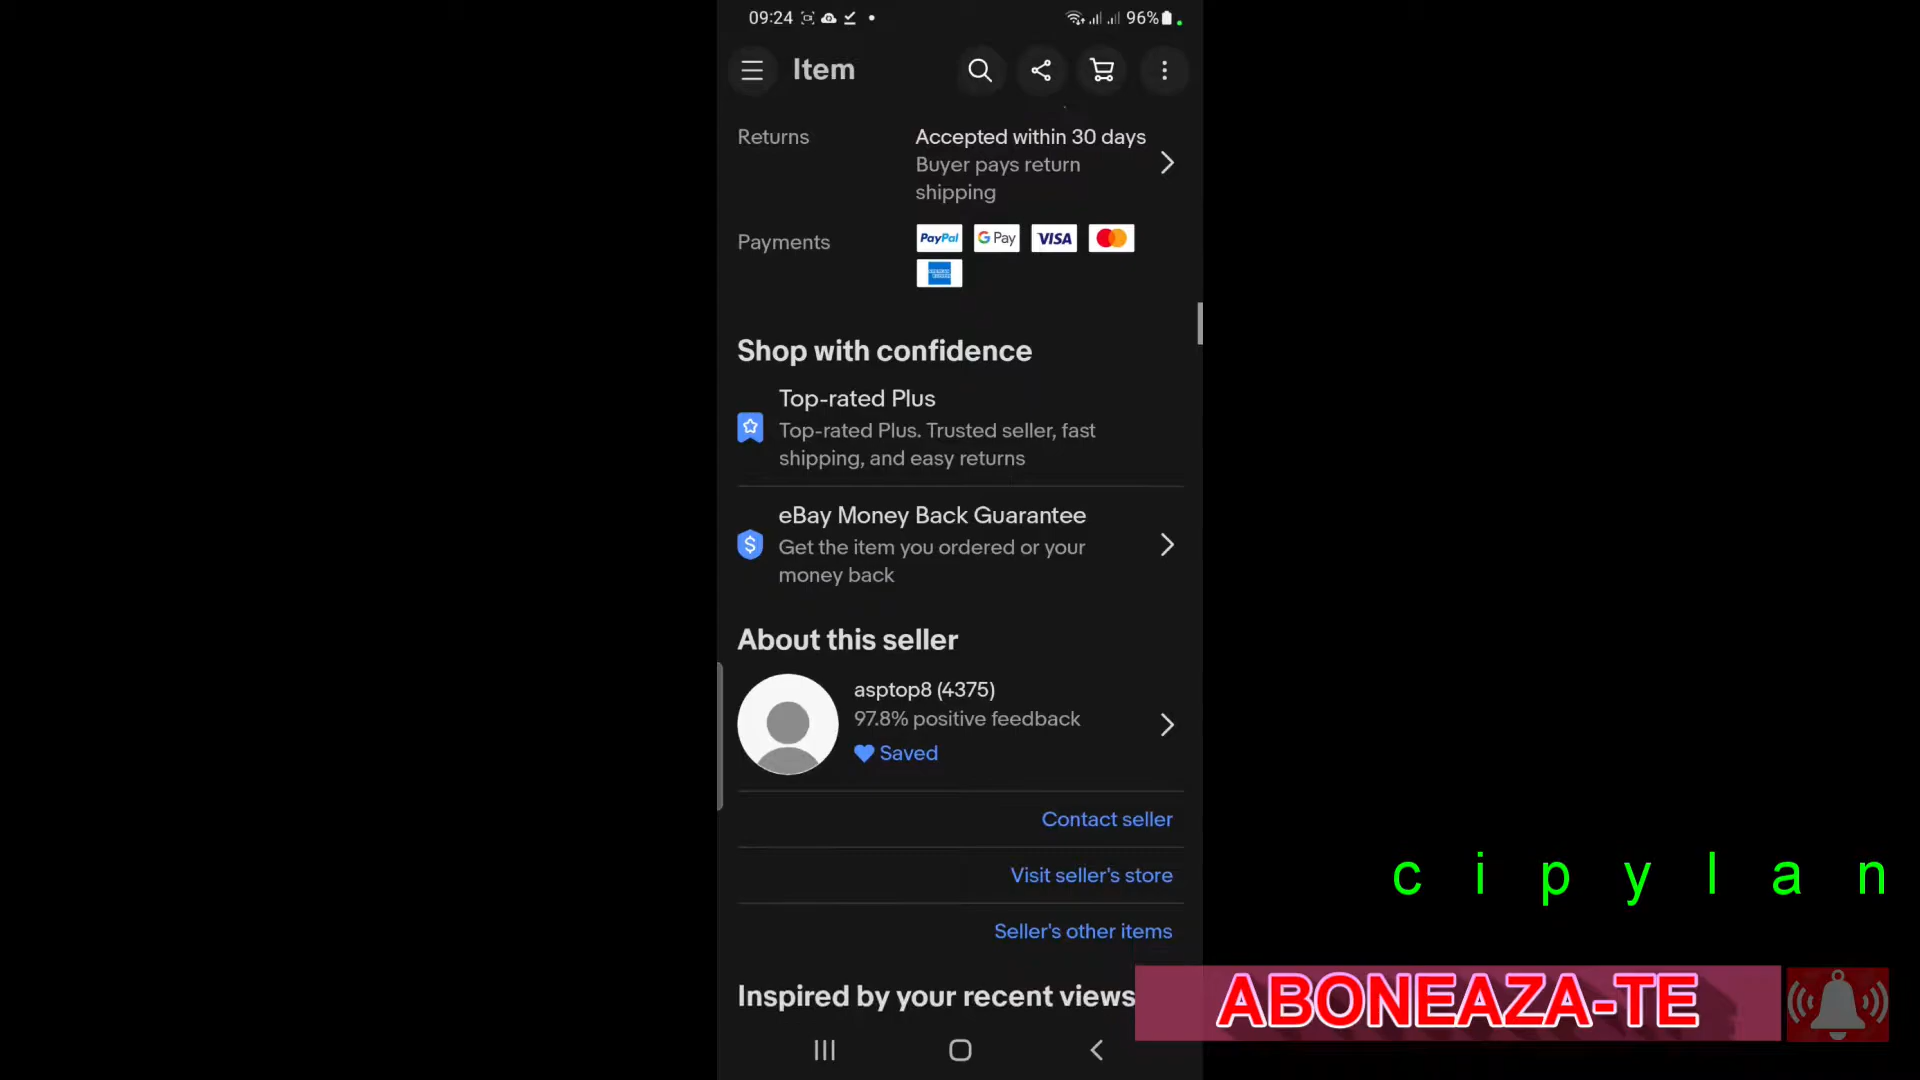 09:24
96%
Item
Returns
Accepted within 30 days
Buyer pays return
shipping
Payments
PayPal
G Pay
VISA
Shop with confidence
Top-rated Plus
Top-rated Plus. Trusted seller, fast
shipping, and easy returns
eBay Money Back Guarantee
Get the item you ordered or your
money back
About this seller
asptop8 (4375)
97.8% positive feedback
Saved
Contact seller
Visit seller's store
Seller's other items
Inspired by your recent views
cipylan
ABONEAZA-TE